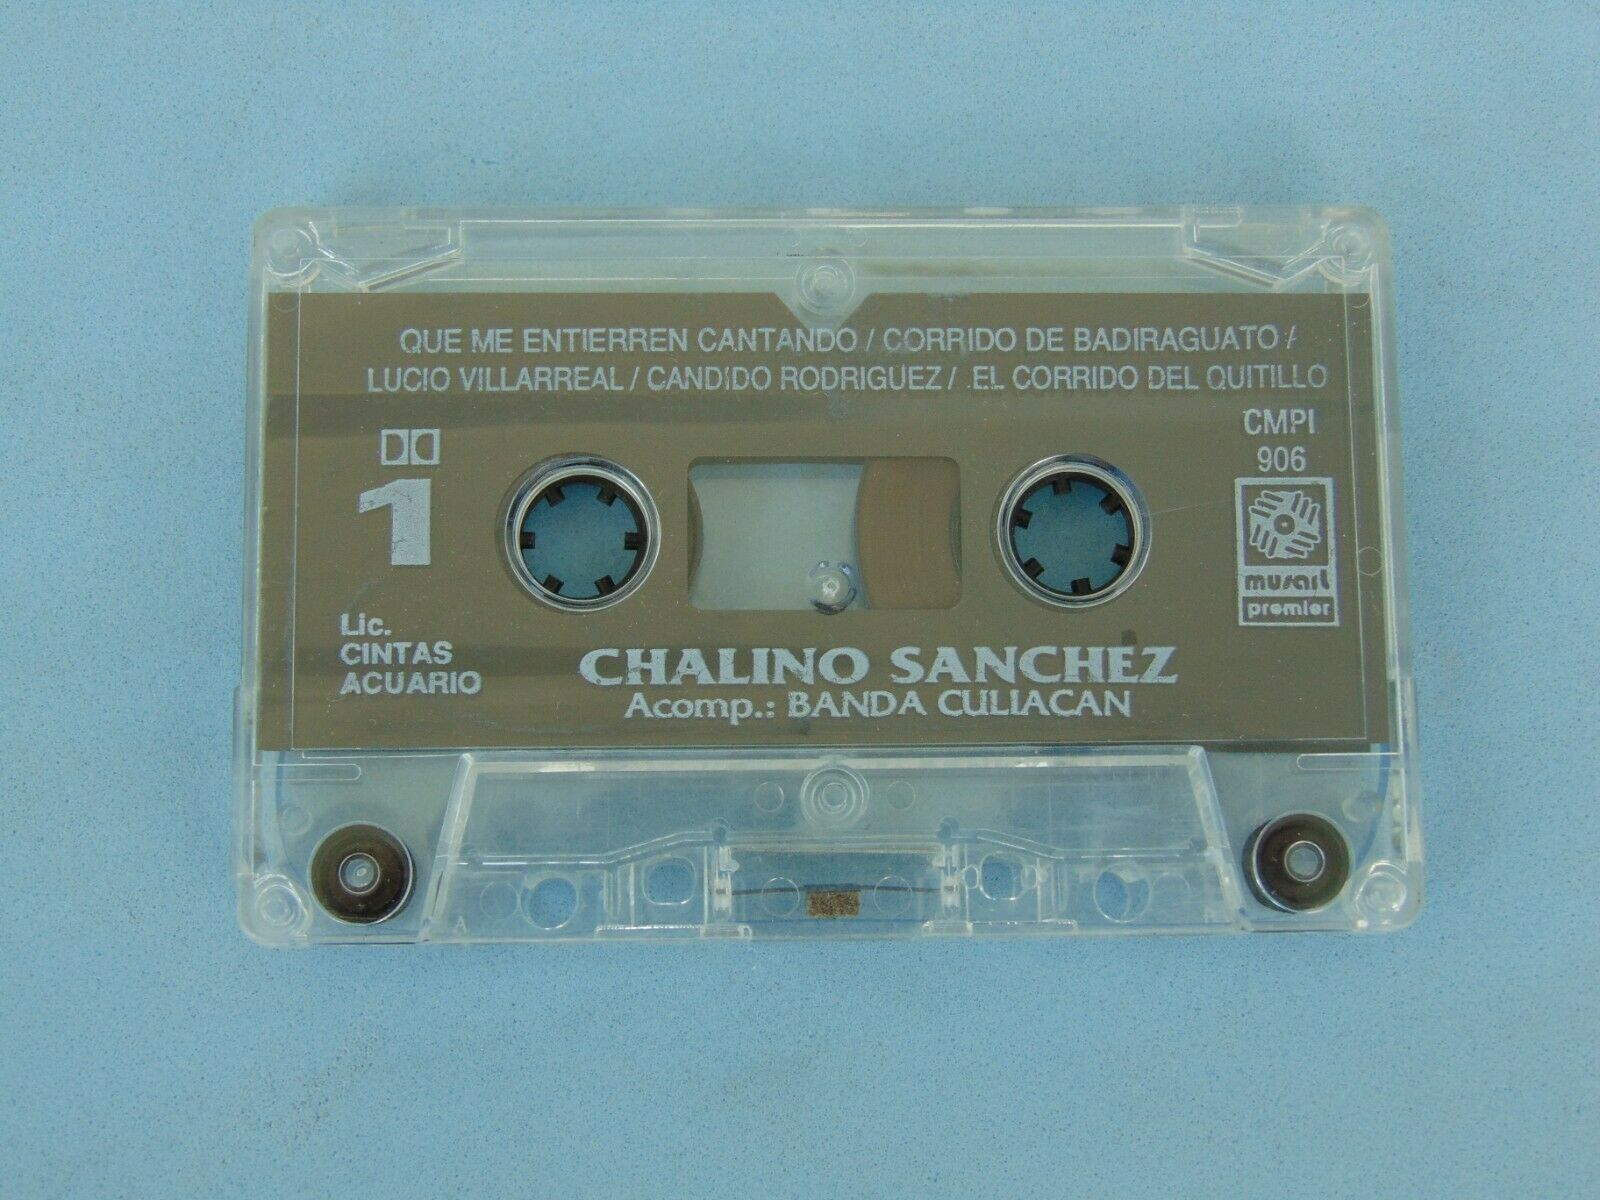 QUE ME ENTIERREN CANTANDO / CORRIDO DE BADIRAGUATO /
LUCIO VILLARREAL / CANDIDO RODRIGUEZ / EL CORRIDO DEL QUITILLO
CMPI
906
1
musart
premier
Lic.
CINTAS
ACUARIO
CHALINO SANCHEZ
Acomp.: BANDA CULIACAN
A